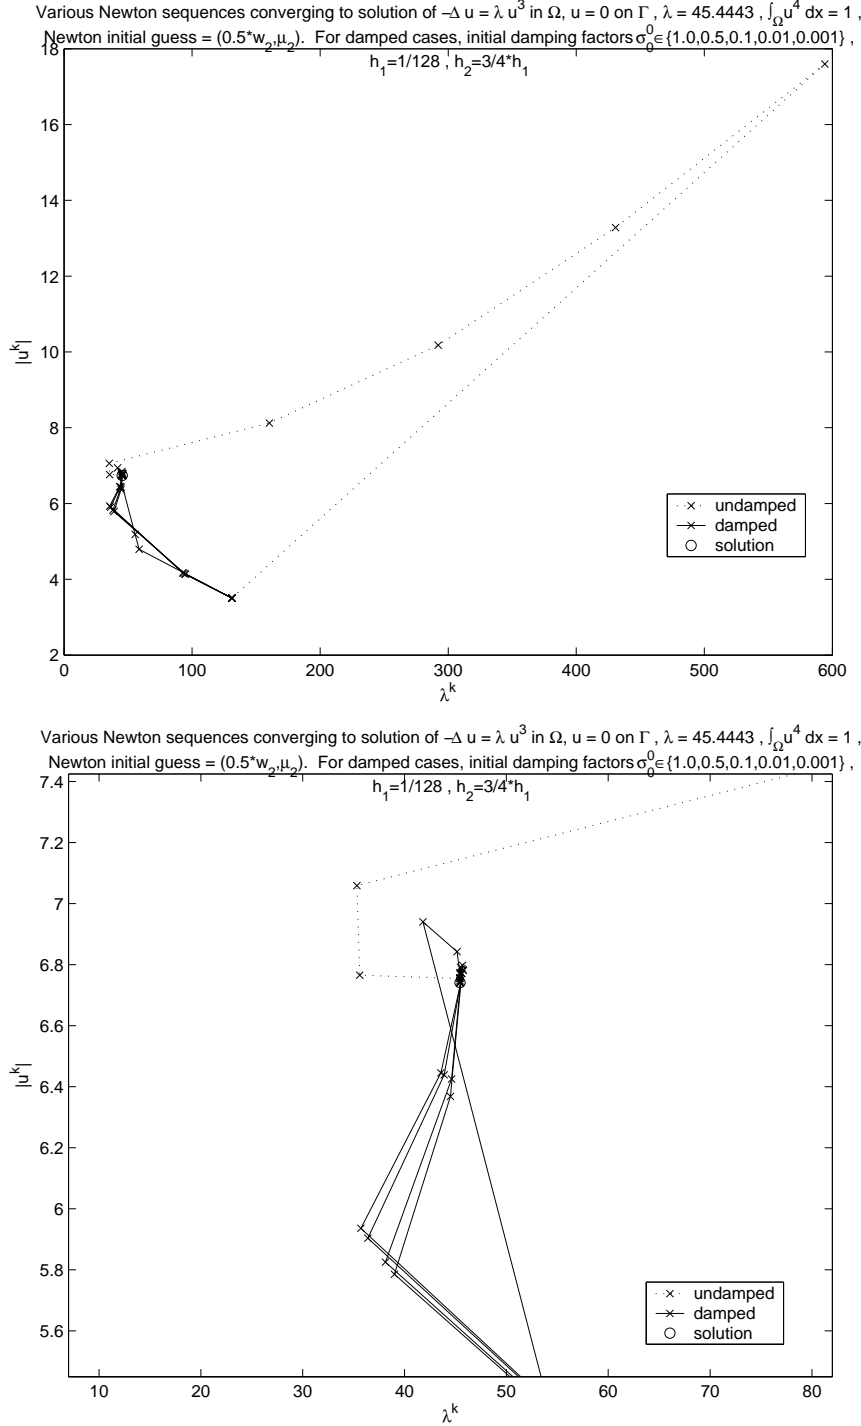 Various Newton sequences converging to solution of −Δ u = λ u³ in Ω, u = 0 on Γ , λ = 45.4443 , ∫_Ω u⁴ dx = 1 ,
Newton initial guess = (0.5*w₂,μ₂). For damped cases, initial damping factors σ₀⁰∈{1.0,0.5,0.1,0.01,0.001} ,
h₁=1/128 , h₂=3/4*h₁
18
16
14
12
10
8
6
4
2
|uᵏ|
undamped
damped
solution
0
100
200
300
400
500
600
λᵏ
Various Newton sequences converging to solution of −Δ u = λ u³ in Ω, u = 0 on Γ , λ = 45.4443 , ∫_Ω u⁴ dx = 1 ,
Newton initial guess = (0.5*w₂,μ₂). For damped cases, initial damping factors σ₀⁰∈{1.0,0.5,0.1,0.01,0.001} ,
h₁=1/128 , h₂=3/4*h₁
7.4
7.2
7
6.8
6.6
6.4
6.2
6
5.8
5.6
|uᵏ|
undamped
damped
solution
10
20
30
40
50
60
70
80
λᵏ